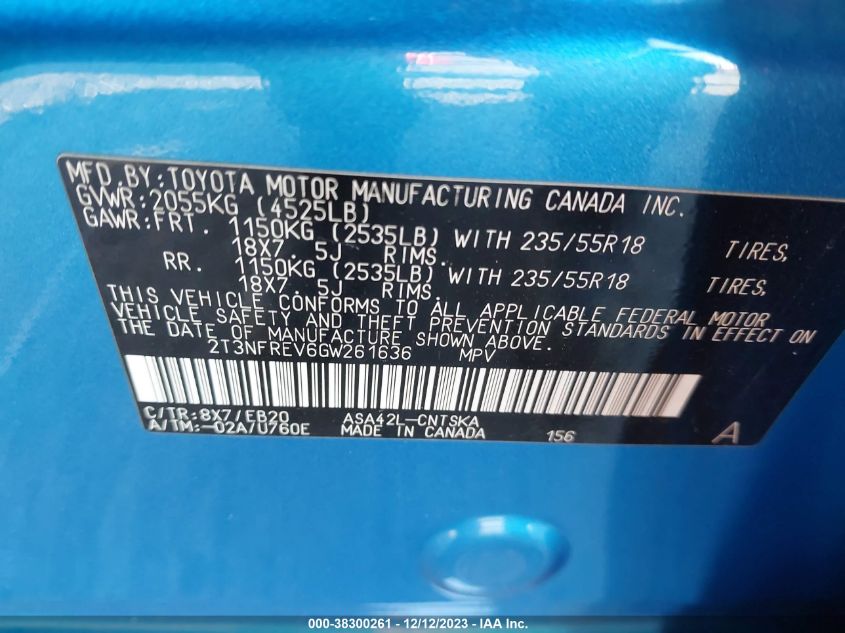 MFD.BY:TOYOTA MOTOR MANUFACTURING CANADA INC.
GVWR:2055KG (4525LB)
GAWR:FRT. 1150KG (2535LB) WITH 235/55R18 TIRES,
18X7.5J RIMS.
RR. 1150KG (2535LB) WITH 235/55R18 TIRES,
18X7.5J RIMS.
THIS VEHICLE CONFORMS TO ALL APPLICABLE FEDERAL MOTOR
VEHICLE SAFETY AND THEFT PREVENTION STANDARDS IN EFFECT ON
THE DATE OF MANUFACTURE SHOWN ABOVE.
2T3NFREV6GW261636 MPV
C/TR:8X7/EB20 ASA42L-CNTSKA
A/TM:-02A/U760E MADE IN CANADA 156 A
000-38300261 - 12/12/2023 - IAA Inc.